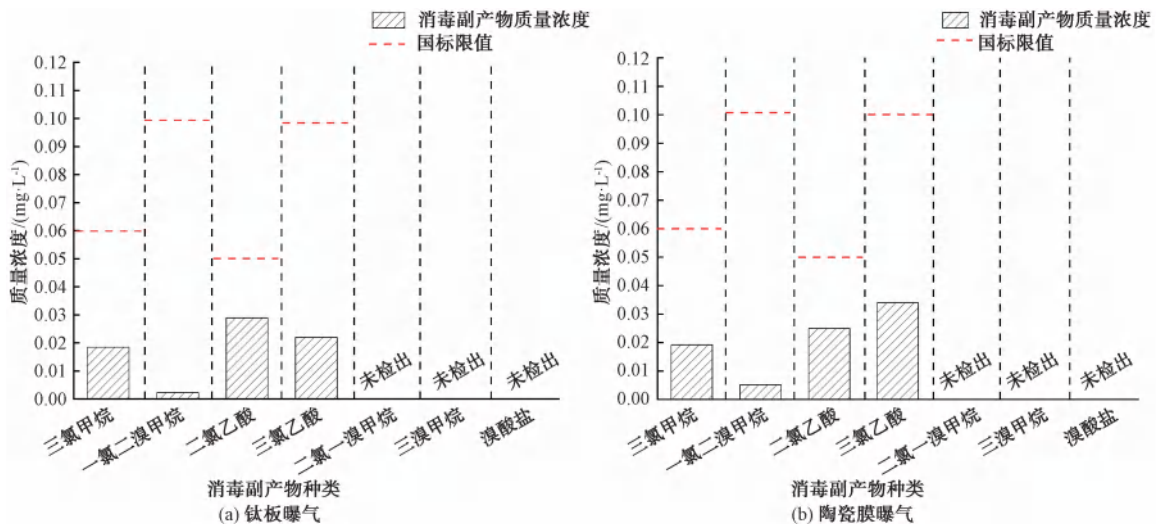 消毒副产物质量浓度
国标限值
0.12
0.11
0.10
0.09
0.08
0.07
0.06
0.05
0.04
0.03
0.02
0.01
0.00
质量浓度/(mg·L⁻¹)
未检出
未检出
未检出
三氯甲烷
一氯二溴甲烷
二氯乙酸
三氯乙酸
二氯一溴甲烷
三溴甲烷
溴酸盐
消毒副产物种类
(a) 钛板曝气
消毒副产物质量浓度
国标限值
0.12
0.11
0.10
0.09
0.08
0.07
0.06
0.05
0.04
0.03
0.02
0.01
0.00
质量浓度/(mg·L⁻¹)
未检出
未检出
未检出
三氯甲烷
一氯二溴甲烷
二氯乙酸
三氯乙酸
二氯一溴甲烷
三溴甲烷
溴酸盐
消毒副产物种类
(b) 陶瓷膜曝气